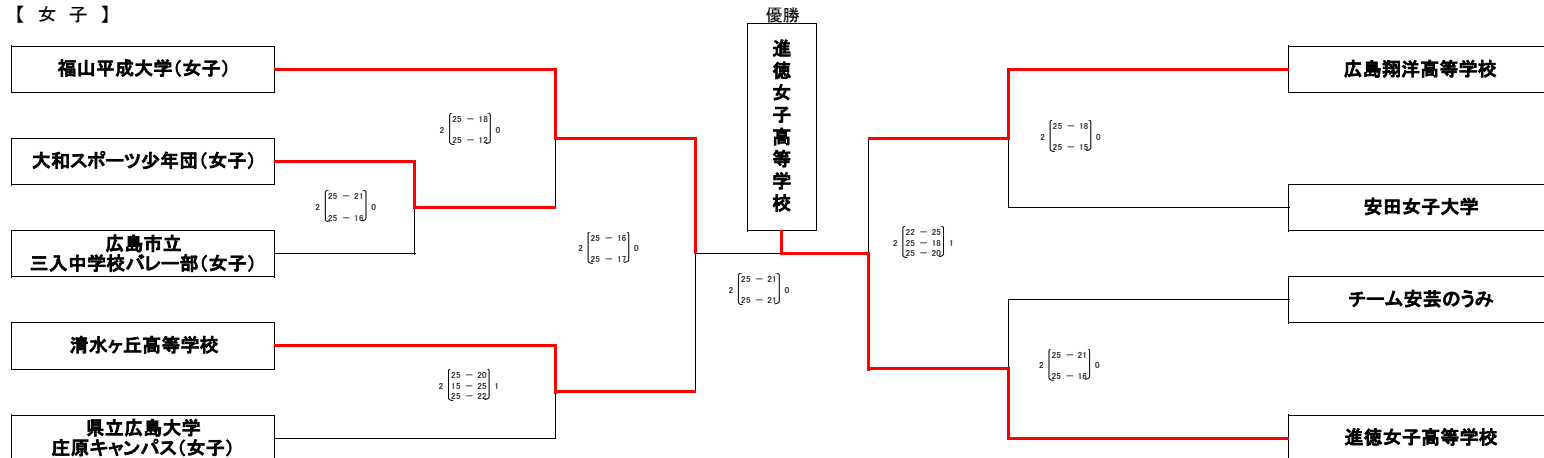 【 女 子 】
優勝
進徳女子高等学校
福山平成大学(女子)
大和スポーツ少年団(女子)
広島市立
三入中学校バレー部(女子)
清水ヶ丘高等学校
県立広島大学
庄原キャンパス(女子)
広島翔洋高等学校
安田女子大学
チーム安芸のうみ
進徳女子高等学校
25 － 18
2 0
25 － 12
25 － 21
2 0
25 － 16
25 － 16
2 0
25 － 17
25 － 20
2 15 － 25 1
25 － 22
25 － 21
2 0
25 － 21
22 － 25
2 25 － 18 1
25 － 20
25 － 18
2 0
25 － 15
25 － 21
2 0
25 － 16